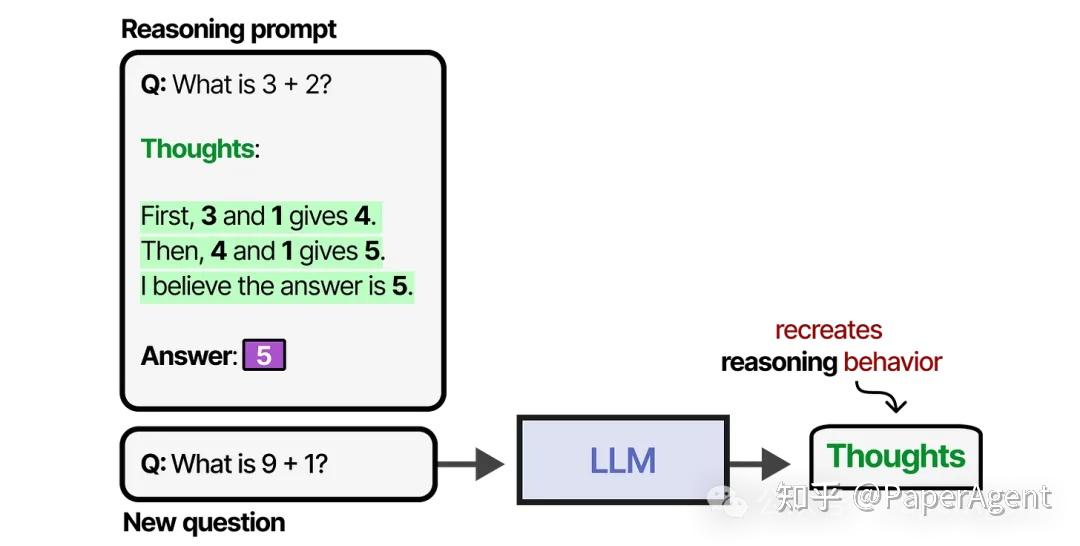 Reasoning prompt
Q: What is 3 + 2?
Thoughts:
First, 3 and 1 gives 4.
Then, 4 and 1 gives 5.
I believe the answer is 5.
Answer: 5
Q: What is 9 + 1?
New question
LLM
recreates
reasoning behavior
Thoughts
知乎 @PaperAgent